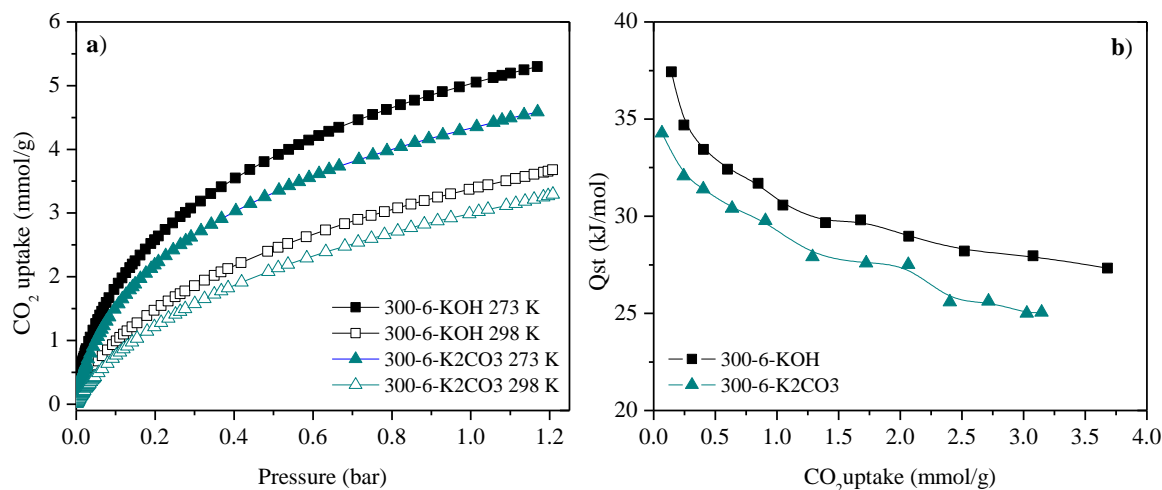 a)
6
5
4
3
2
1
0
CO2 uptake (mmol/g)
300-6-KOH 273 K
300-6-KOH 298 K
300-6-K2CO3 273 K
300-6-K2CO3 298 K
0.0 0.2 0.4 0.6 0.8 1.0 1.2
Pressure (bar)
b)
40
35
30
25
20
Qst (kJ/mol)
300-6-KOH
300-6-K2CO3
0.0 0.5 1.0 1.5 2.0 2.5 3.0 3.5 4.0
CO2uptake (mmol/g)